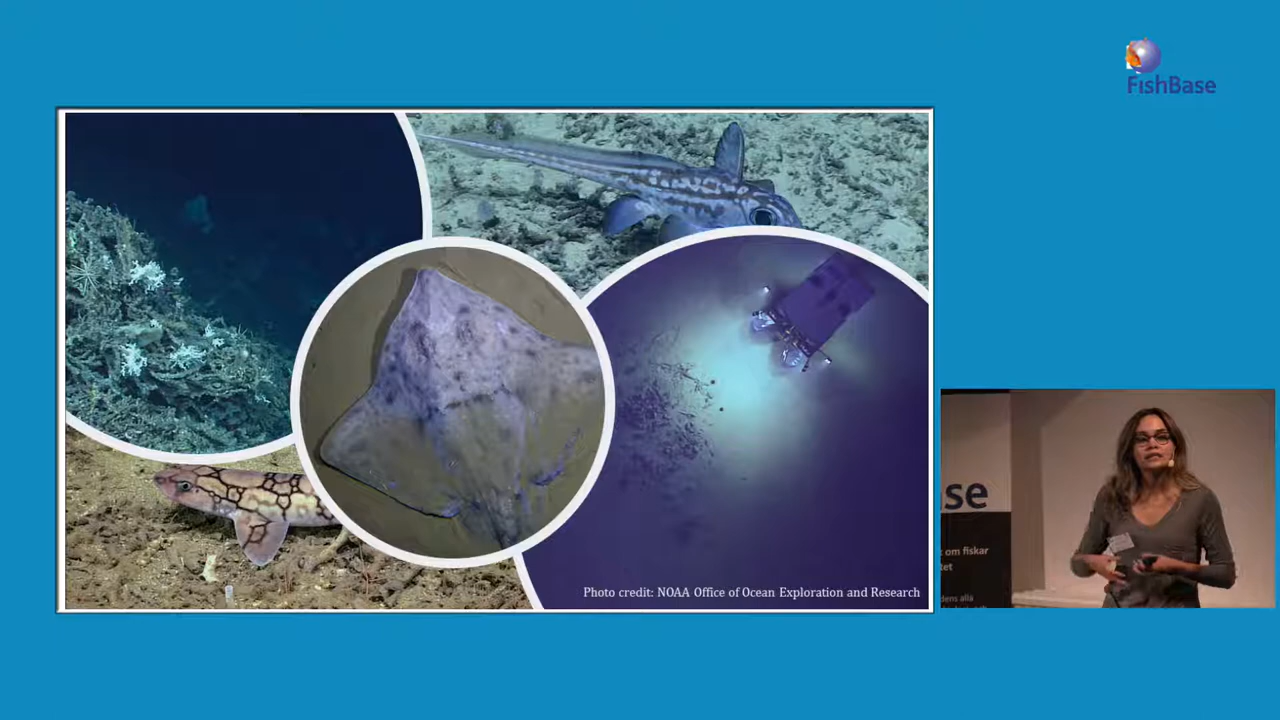 FishBase
se
k om fiskar
tet
dens alla
Photo credit: NOAA Office of Ocean Exploration and Research